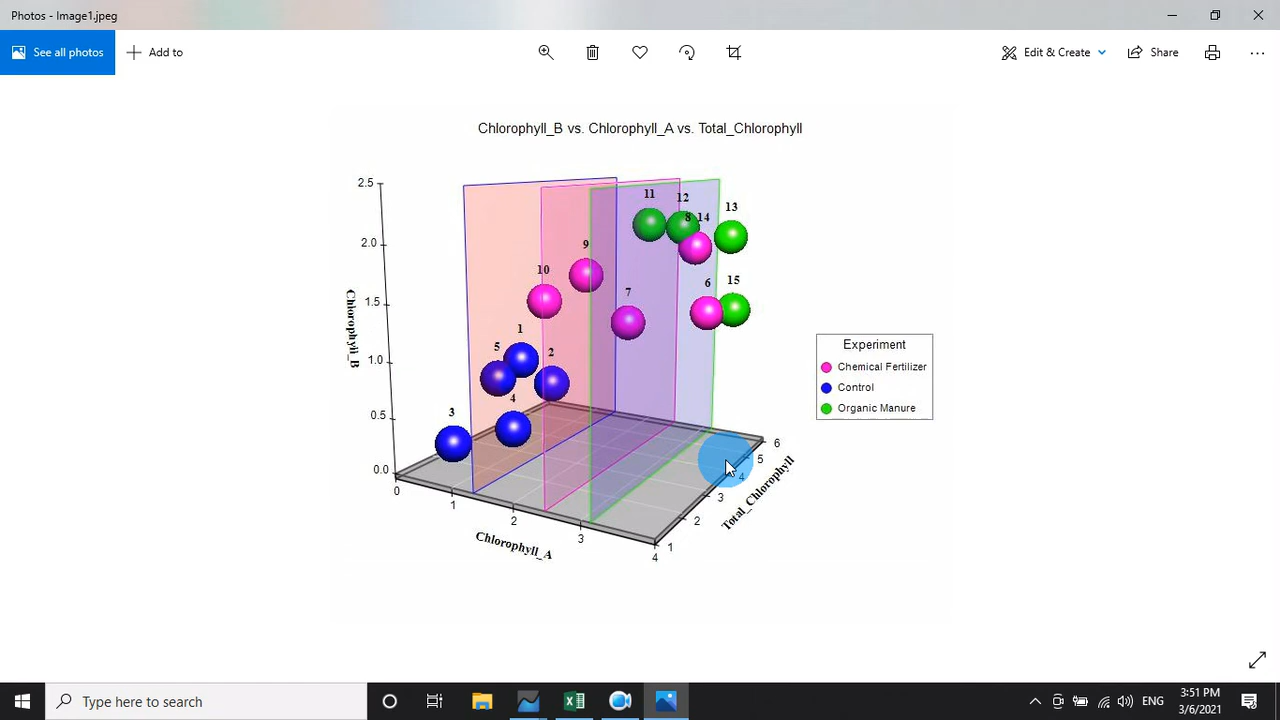 Photos - Image1.jpeg
See all photos
Add to
Edit & Create
Share
Chlorophyll_B vs. Chlorophyll_A vs. Total_Chlorophyll
2.5
2.0
1.5
1.0
0.5
0.0
Chlorophyll_B
11
12
13
8
14
9
10
7
6
15
1
5
2
4
3
0
1
2
3
4
Chlorophyll_A
1
2
3
4
5
6
Total_Chlorophyll
Experiment
Chemical Fertilizer
Control
Organic Manure
Type here to search
ENG
3:51 PM
3/6/2021